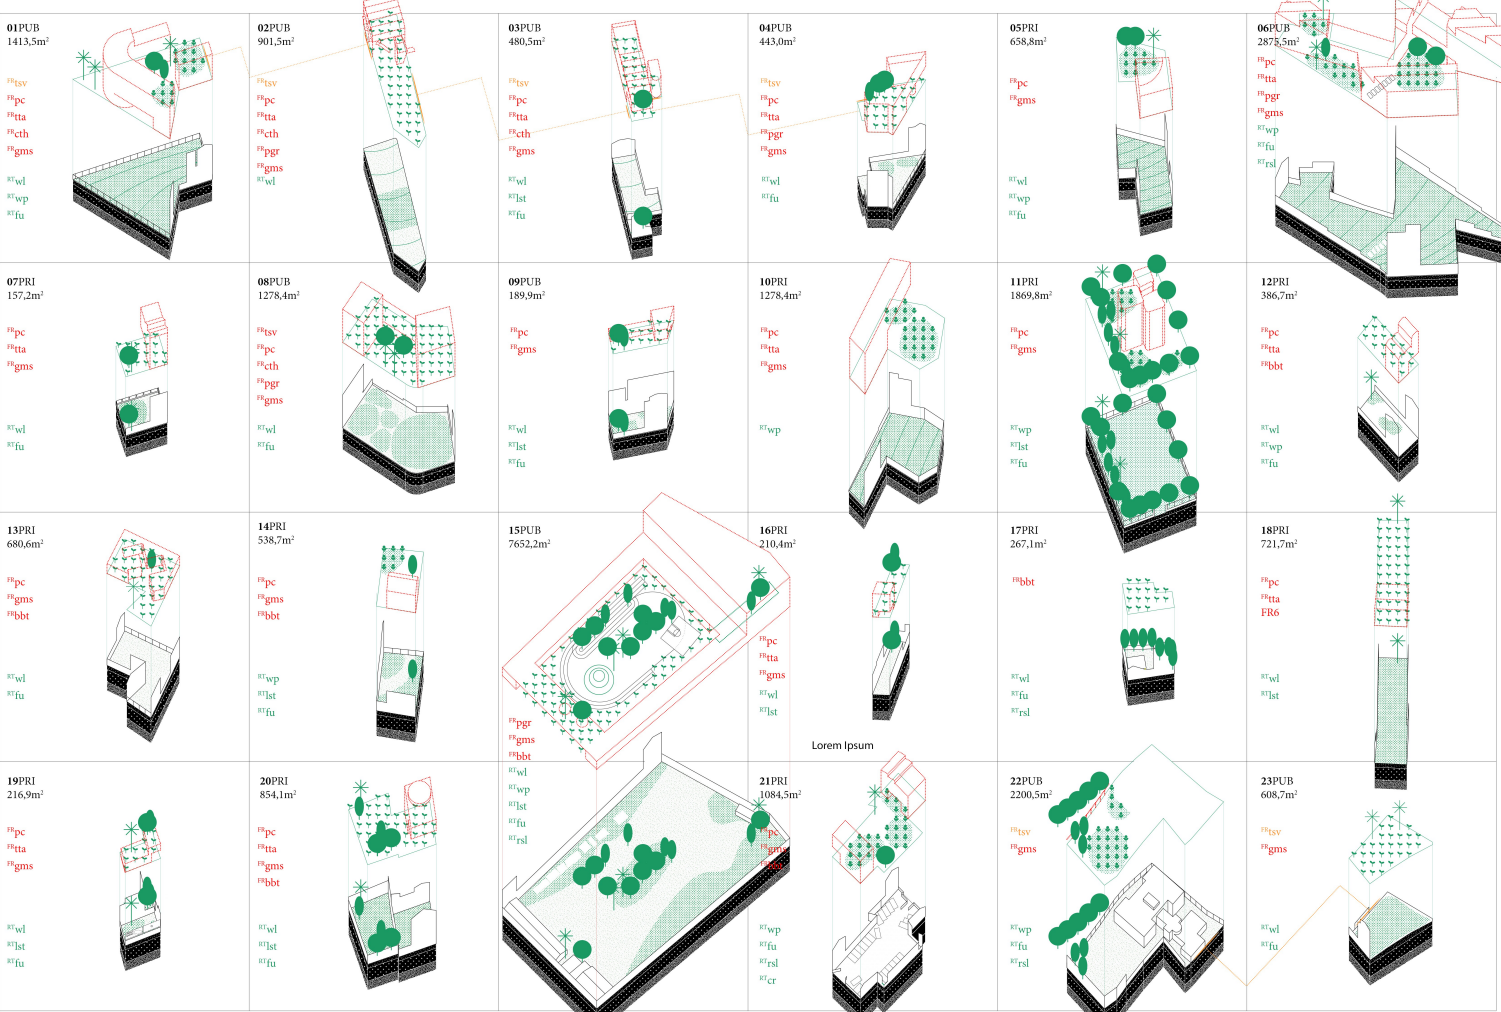 01PUB
1413,5m²
FRtsv
FRpc
FRtta
FRcth
FRgms
RTwl
RTwp
RTfu
02PUB
901,5m²
FRtsv
FRpc
FRtta
FRcth
FRpgr
FRgms
RTwl
03PUB
480,5m²
FRtsv
FRpc
FRtta
FRcth
FRgms
RTwl
RTlst
RTfu
04PUB
443,0m²
FRtsv
FRpc
FRtta
FRpgr
FRgms
RTwl
RTfu
05PRI
658,8m²
FRpc
FRgms
RTwl
RTwp
RTfu
06PUB
2875,5m²
FRpc
FRtta
FRpgr
FRgms
RTwp
RTfu
RTrsl
07PRI
157,2m²
FRpc
FRtta
FRgms
RTwl
RTfu
08PUB
1278,4m²
FRtsv
FRpc
FRcth
FRpgr
FRgms
RTwl
RTfu
09PUB
189,9m²
FRpc
FRgms
RTwl
RTlst
RTfu
10PRI
1278,4m²
FRpc
FRtta
FRgms
RTwp
11PRI
1869,8m²
FRpc
FRgms
RTwp
RTlst
RTfu
12PRI
386,7m²
FRpc
FRtta
FRbbt
RTwl
RTwp
RTfu
13PRI
680,6m²
FRpc
FRgms
FRbbt
RTwl
RTfu
14PRI
538,7m²
FRpc
FRgms
FRbbt
RTwp
RTlst
RTfu
15PUB
7652,2m²
FRpgr
FRgms
FRbbt
RTwl
RTwp
RTlst
RTfu
RTrsl
16PRI
210,4m²
FRpc
FRtta
FRgms
RTwl
RTlst
Lorem Ipsum
17PRI
267,1m²
FRbbt
RTwl
RTfu
RTrsl
18PRI
721,7m²
FRpc
FRtta
FR6
RTwl
RTlst
19PRI
216,9m²
FRpc
FRtta
FRgms
RTwl
RTlst
RTfu
20PRI
854,1m²
FRpc
FRtta
FRgms
FRbbt
RTwl
RTlst
RTfu
21PRI
1084,5m²
FRpc
FRgms
RTwp
RTfu
RTrsl
RTcr
22PUB
2200,5m²
FRtsv
FRgms
RTwp
RTfu
RTrsl
23PUB
608,7m²
FRtsv
FRgms
RTwl
RTfu